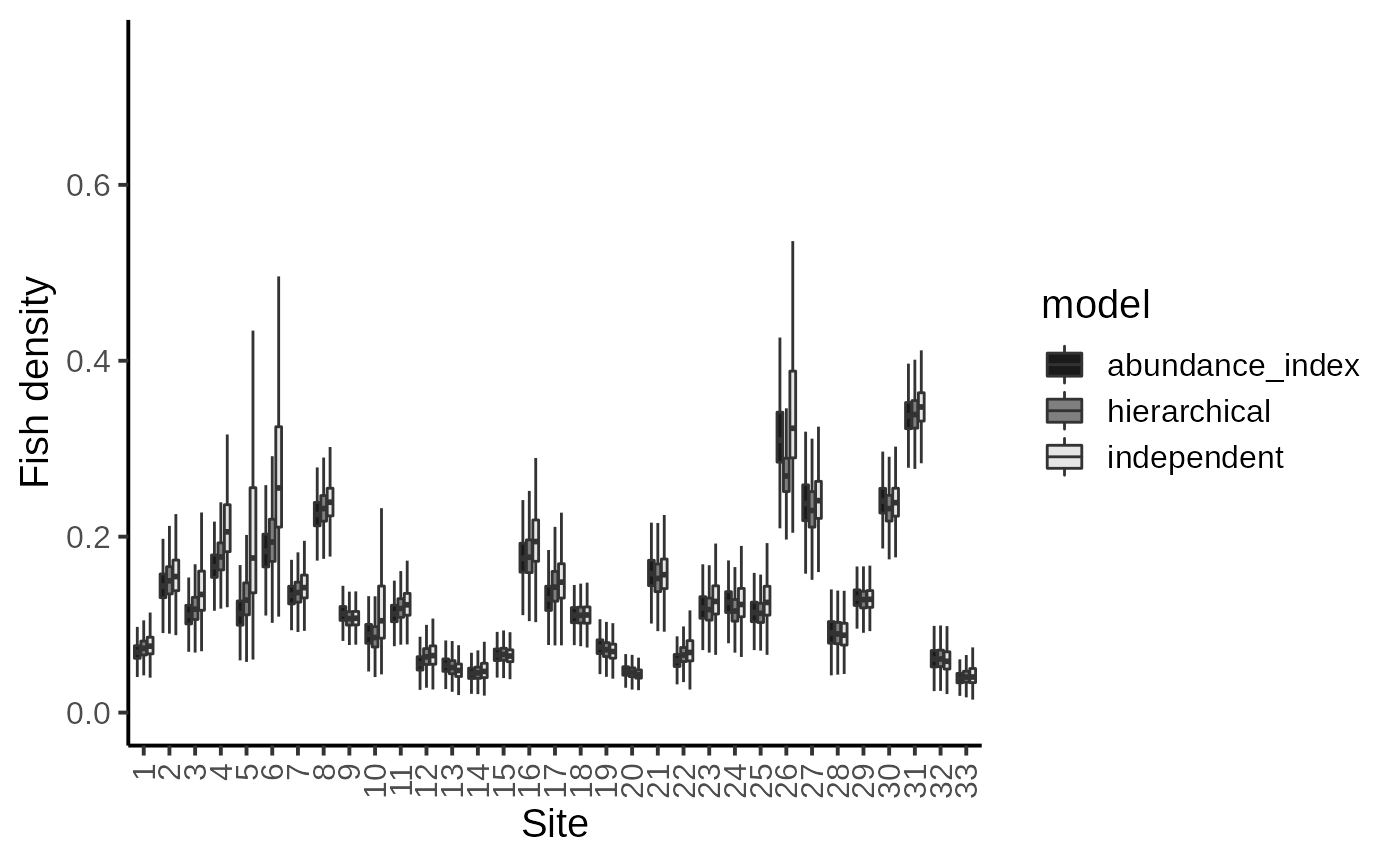 Fish density
0.6
0.4
0.2
0.0
1 2 3 4 5 6 7 8 9 10 11 12 13 14 15 16 17 18 19 20 21 22 23 24 25 26 27 28 29 30 31 32 33
Site
model
abundance_index
hierarchical
independent